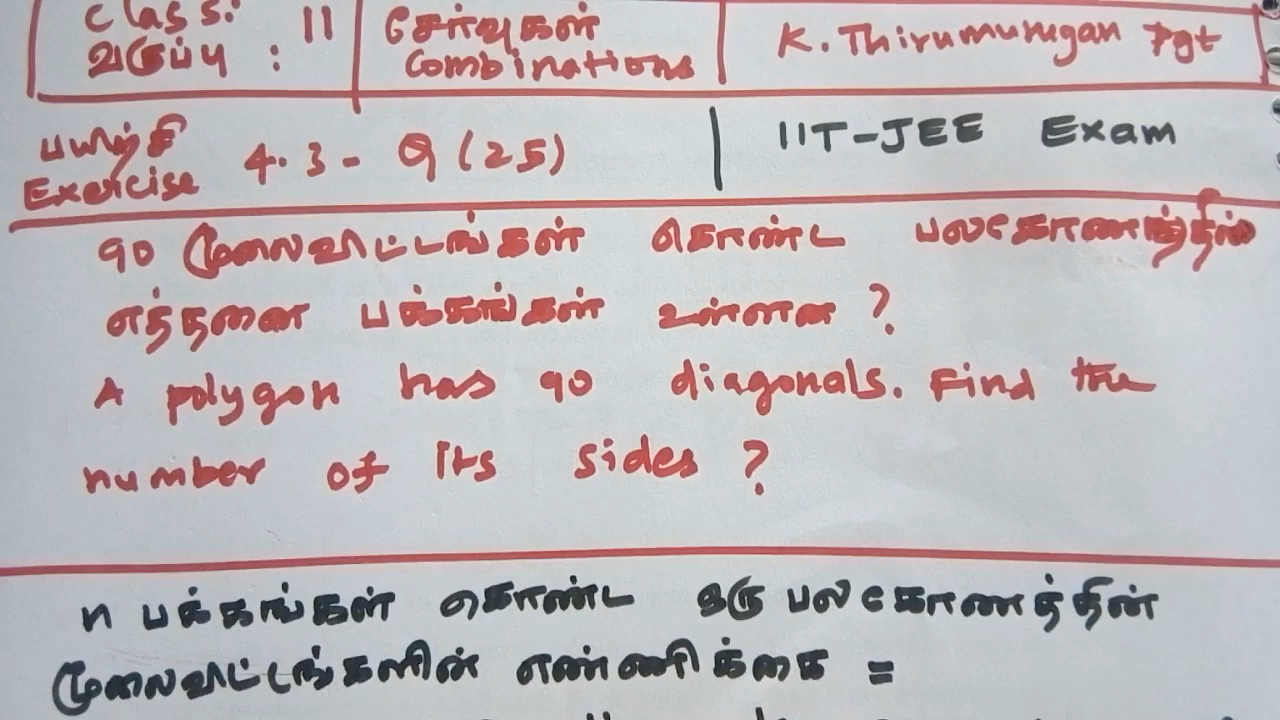 class: 11
வகுப்பு :
சேர்வுகள்
Combinations
K. Thirumurugan Pgt
பயிற்சி
Exercise 4.3 - Q (25)
IIT-JEE Exam
90 மூலைவிட்டங்கள் கொண்ட பலகோணத்தில்
எத்தனை பக்கங்கள் உள்ளன ?
A polygon has 90 diagonals. Find the
number of its sides ?
n பக்கங்கள் கொண்ட ஒரு பலகோணத்தின்
மூலைவிட்டங்களின் எண்ணிக்கை =